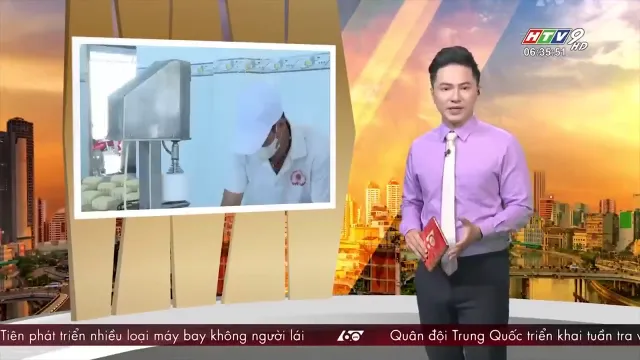 HTV9 HD
06:35:51
Tiên phát triển nhiều loại máy bay không người lái 60 Quân đội Trung Quốc triển khai tuần tra v